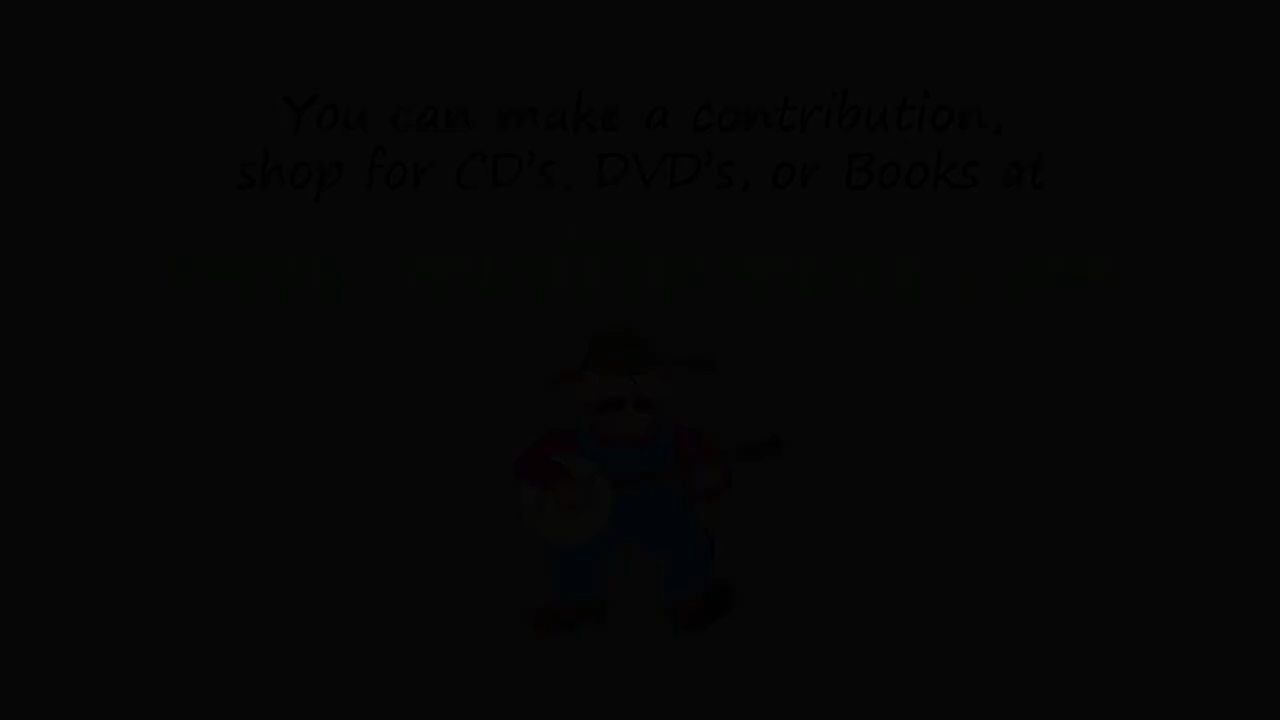 You can make a contribution,
shop for CD's, DVD's, or Books at